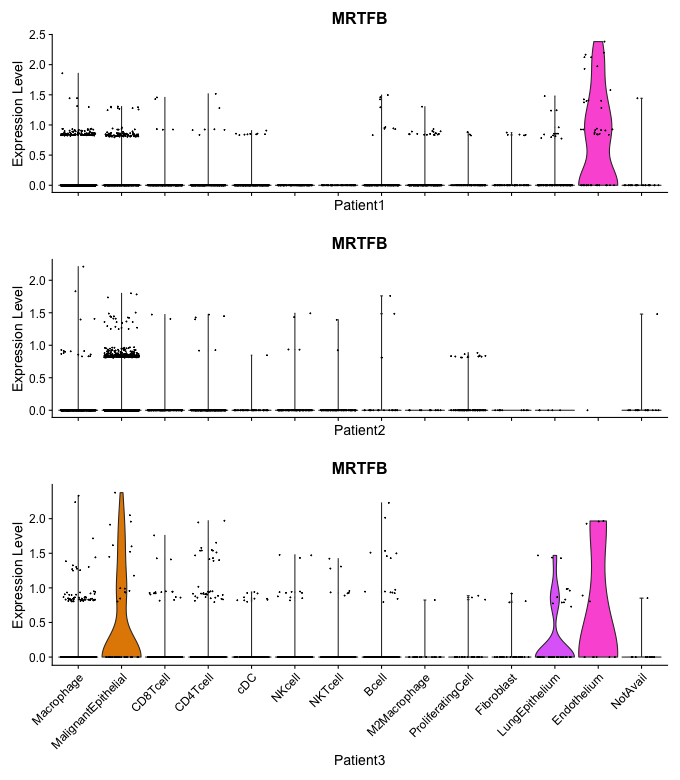 MRTFB
Expression Level
2.5
2.0
1.5
1.0
0.5
0.0
Patient1
MRTFB
Expression Level
2.0
1.5
1.0
0.5
0.0
Patient2
MRTFB
Expression Level
2.0
1.5
1.0
0.5
0.0
Macrophage
MalignantEpithelial
CD8Tcell
CD4Tcell
cDC
NKcell
NKTcell
Bcell
M2Macrophage
ProliferatingCell
Fibroblast
LungEpithelium
Endothelium
NotAvail
Patient3